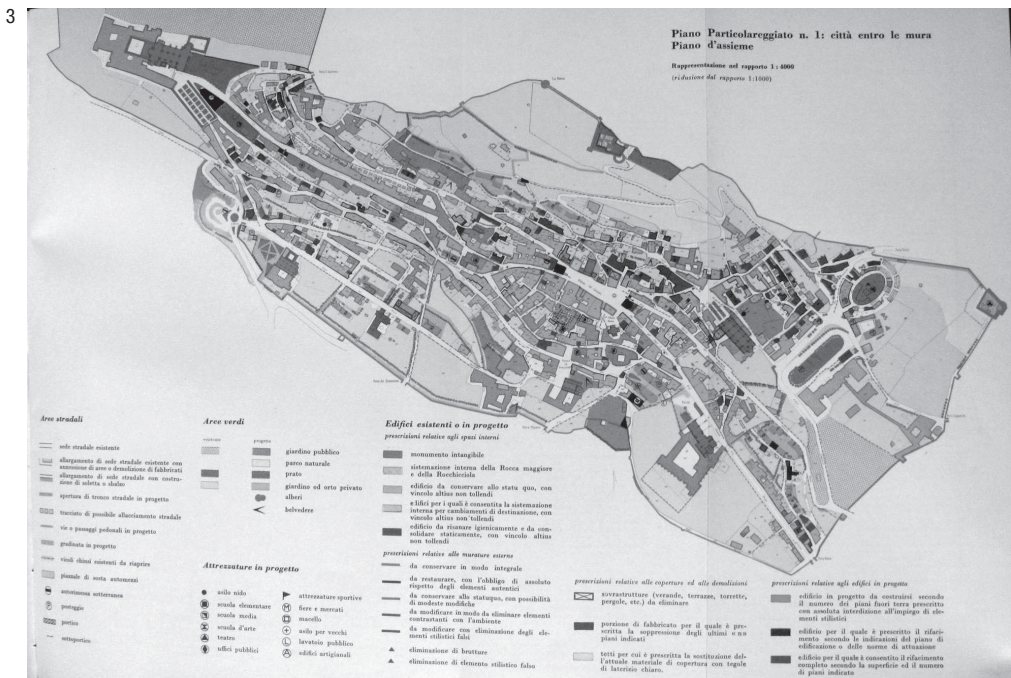 3
Piano Particolareggiato n. 1: città entro le mura
Piano d'assieme
Rappresentazione nel rapporto 1:4000
(riduzione dal rapporto 1:1000)
Aree stradali
sede stradale esistente
allargamento di sede stradale esistente con
annessione di aree o demolizione di fabbricati
allargamento di sede stradale con costru-
zione di soletta o sbalzo
apertura di tronco stradale in progetto
tracciato di possibile allacciamento stradale
vie o passaggi pedonali in progetto
gradinata in progetto
vicoli chiusi esistenti da riaprire
piazzale di sosta automezzi
autorimessa sotterranea
posteggio
portico
sottoportico
Aree verdi
esistente
progetto
giardino pubblico
parco naturale
prato
giardino od orto privato
alberi
belvedere
Attrezzature in progetto
asilo nido
scuola elementare
scuola media
scuola d'arte
teatro
uffici pubblici
attrezzature sportive
M fiere e mercati
macello
asilo per vecchi
L lavatoio pubblico
A edifici artigianali
Edifici esistenti o in progetto
prescrizioni relative agli spazi interni
monumento intangibile
sistemazione interna della Rocca maggiore
e della Rocchicciola
edificio da conservare allo statu quo, con
vincolo altius non tollendi
edifici per i quali è consentita la sistemazione
interna per cambiamenti di destinazione, con
vincolo altius non tollendi
edificio da risanare igienicamente e da con-
solidare staticamente, con vincolo altius
non tollendi
prescrizioni relative alle murature esterne
da conservare in modo integrale
da restaurare, con l'obbligo di assoluto
rispetto degli elementi autentici
da conservare allo statuquo, con possibilità
di modeste modifiche
da modificare in modo da eliminare elementi
contrastanti con l'ambiente
da modificare con eliminazione degli ele-
menti stilistici falsi
eliminazione di brutture
eliminazione di elemento stilistico falso
prescrizioni relative alle coperture ed alle demolizioni
sovrastrutture (verande, terrazze, torrette,
pergole, etc.) da eliminare
porzione di fabbricato per il quale è pre-
scritta la soppressione degli ultimi
piani indicati
tetti per cui è prescritta la sostituzione del-
l'attuale materiale di copertura con tegole
di laterizio chiaro.
prescrizioni relative agli edifici in progetto
edificio in progetto da costruirsi secondo
il numero dei piani fuori terra prescritto
con assoluta interdizione all'impiego di ele-
menti stilistici
edificio per il quale è prescritto il rifaci-
mento secondo le indicazioni del piano di
edificazione o delle norme di attuazione
edificio per il quale è consentito il rifacimento
completo secondo la superficie ed il numero
di piani indicato